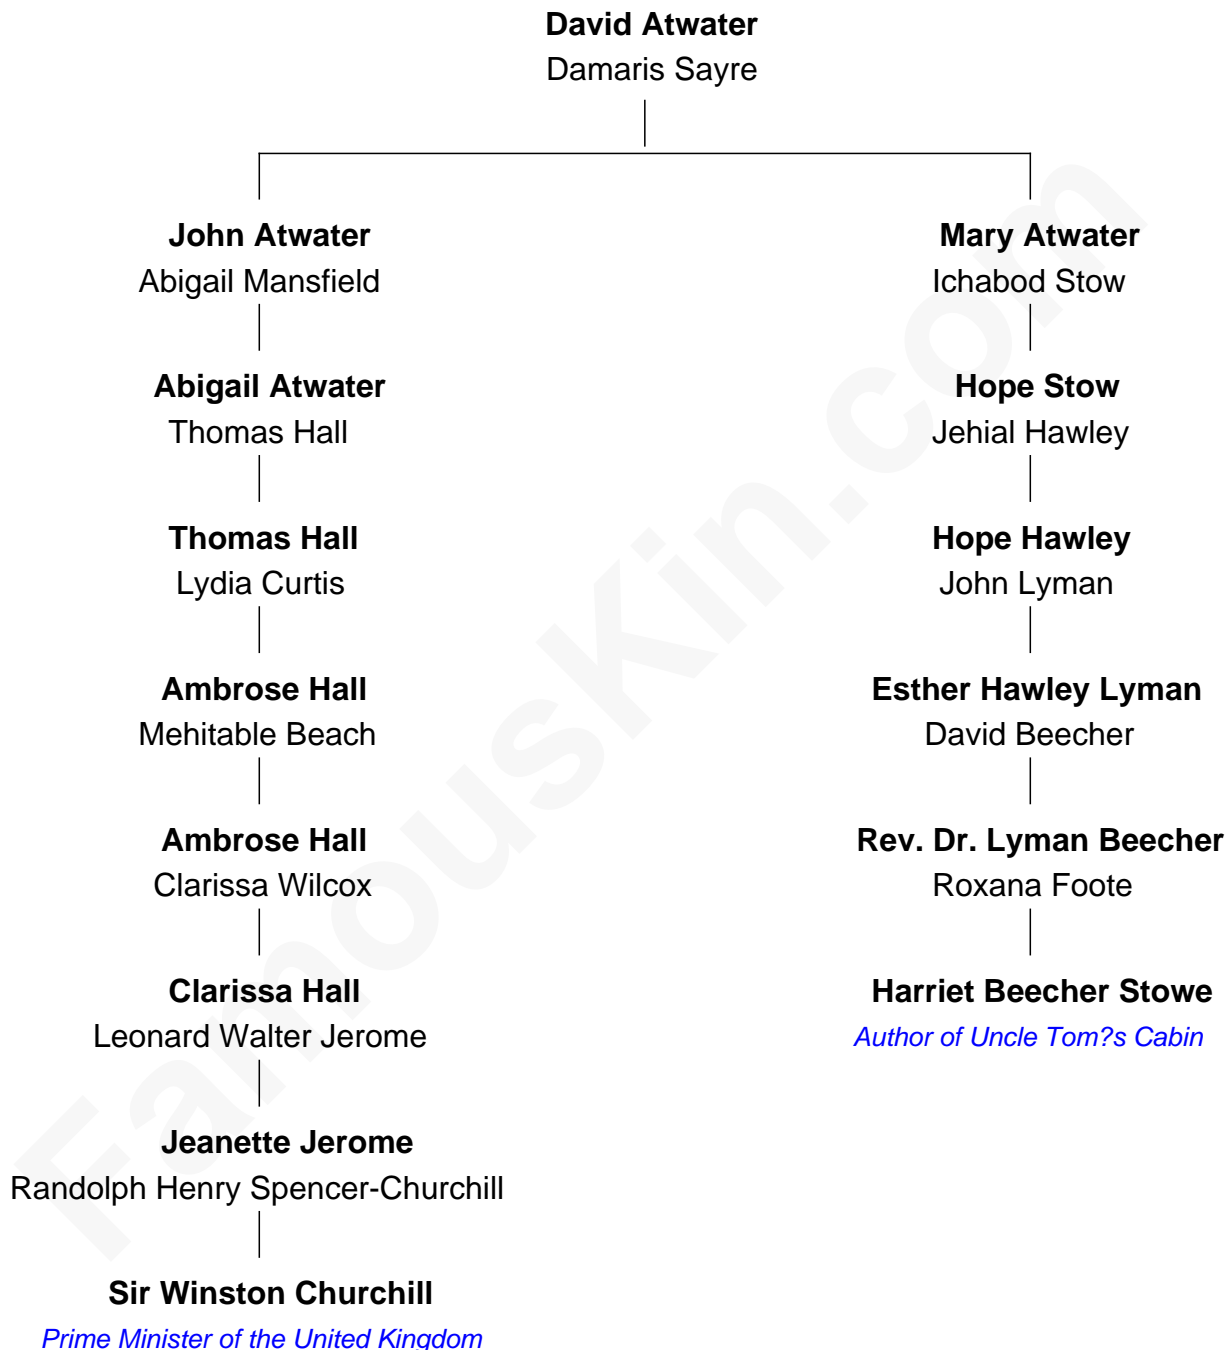 David Atwater
Damaris Sayre
John Atwater
Abigail Mansfield
Abigail Atwater
Thomas Hall
Thomas Hall
Lydia Curtis
Ambrose Hall
Mehitable Beach
Ambrose Hall
Clarissa Wilcox
Clarissa Hall
Leonard Walter Jerome
Jeanette Jerome
Randolph Henry Spencer-Churchill
Sir Winston Churchill
Prime Minister of the United Kingdom
Mary Atwater
Ichabod Stow
Hope Stow
Jehial Hawley
Hope Hawley
John Lyman
Esther Hawley Lyman
David Beecher
Rev. Dr. Lyman Beecher
Roxana Foote
Harriet Beecher Stowe
Author of Uncle Tom?s Cabin
FamousKin.com